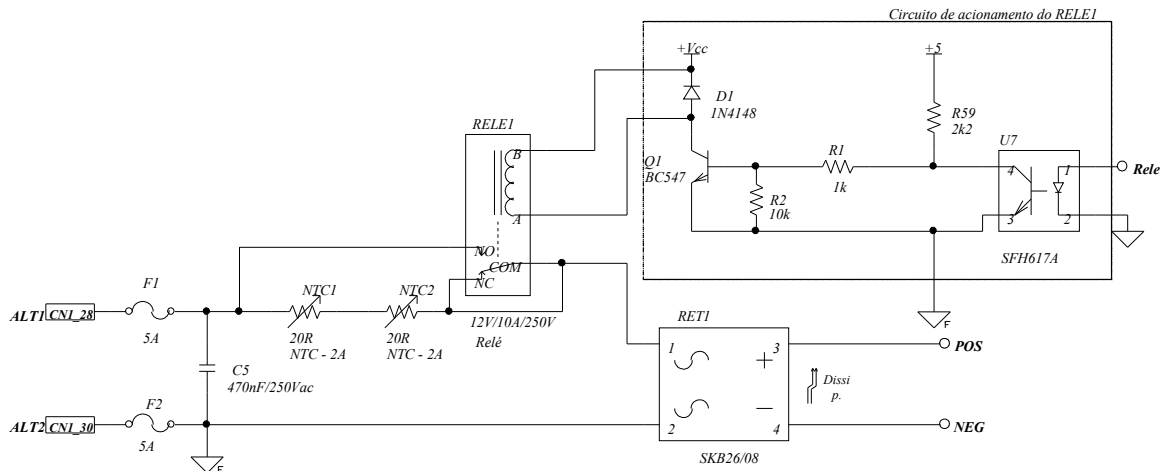 Circuito de acionamento do RELE1
+Vcc
+5
D1
1N4148
R59
2k2
RELE1
U7
B
Q1
BC547
R1
1k
4
1
Rele
R2
10k
A
3
2
NO
COM
NC
SFH617A
F1
NTC1
NTC2
ALT1
CN1_28
12V/10A/250V
Relé
RET1
E
5A
20R
NTC - 2A
20R
NTC - 2A
1
3
POS
C5
470nF/250Vac
+
Dissi
p.
F2
ALT2
CN1_30
2
4
NEG
5A
SKB26/08
E